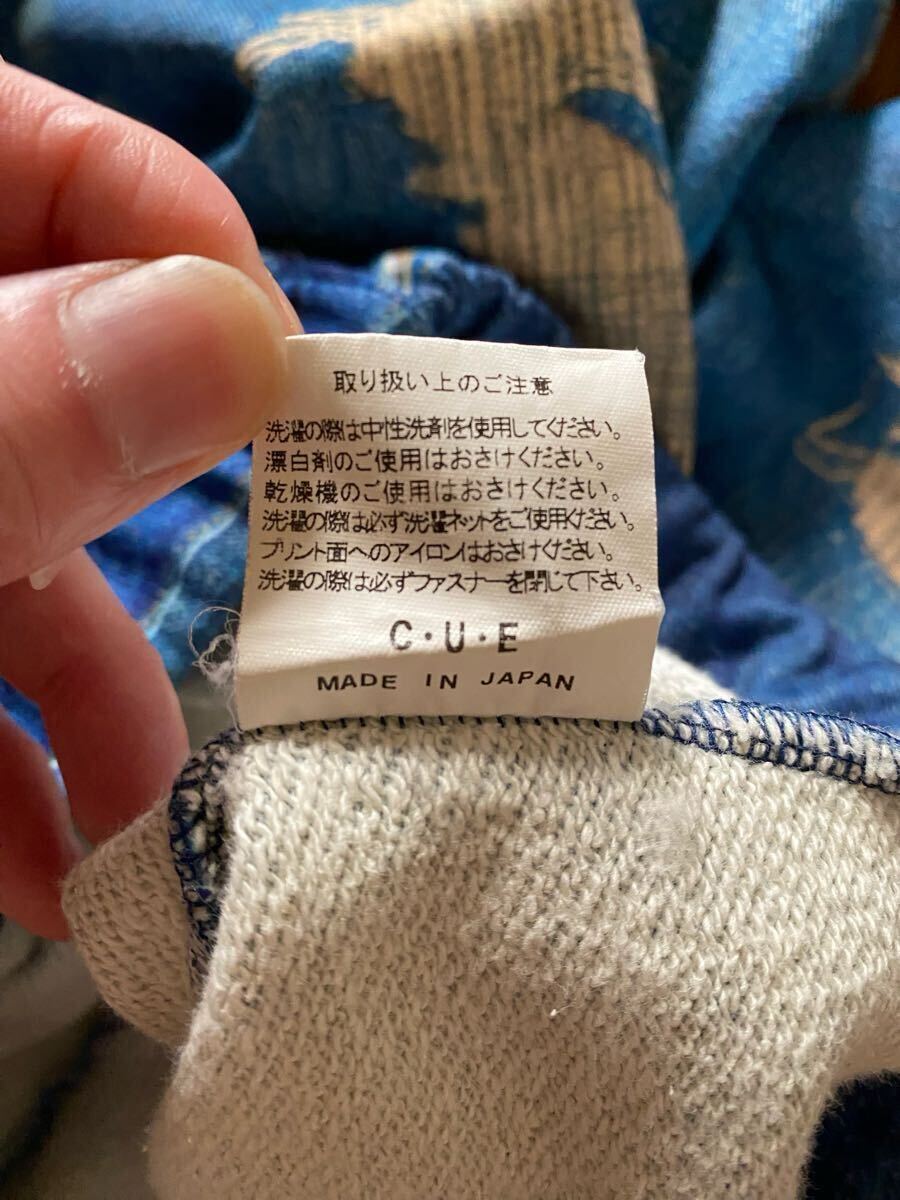 取り扱い上のご注意
洗濯の際は中性洗剤を使用してください。
漂白剤のご使用はおさけください。
乾燥機のご使用はおさけください。
洗濯の際は必ず洗濯ネットをご使用ください。
プリント面へのアイロンはおさけください。
洗濯の際は必ずファスナーを閉じて下さい。
C・U・E
MADE IN JAPAN